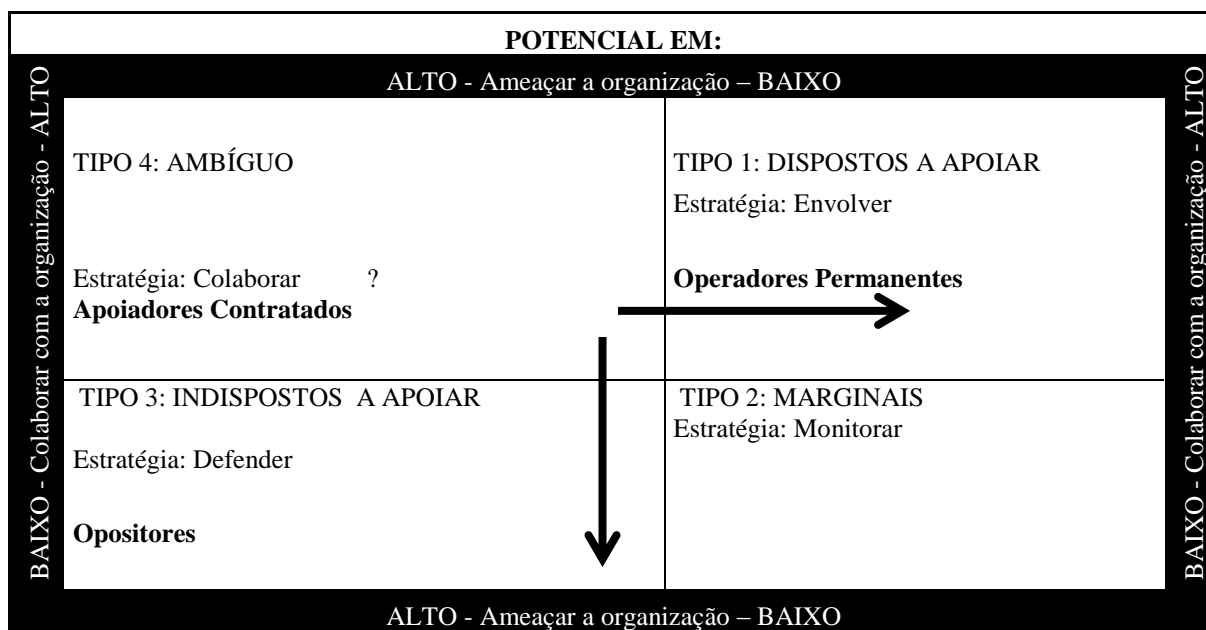 POTENCIAL EM:
ALTO - Ameaçar a organização – BAIXO
BAIXO - Colaborar com a organização - ALTO
TIPO 4: AMBÍGUO
Estratégia: Colaborar ?
Apoiadores Contratados
TIPO 1: DISPOSTOS A APOIAR
Estratégia: Envolver
Operadores Permanentes
TIPO 3: INDISPOSTOS A APOIAR
Estratégia: Defender
Opositores
TIPO 2: MARGINAIS
Estratégia: Monitorar
BAIXO - Colaborar com a organização - ALTO
ALTO - Ameaçar a organização – BAIXO